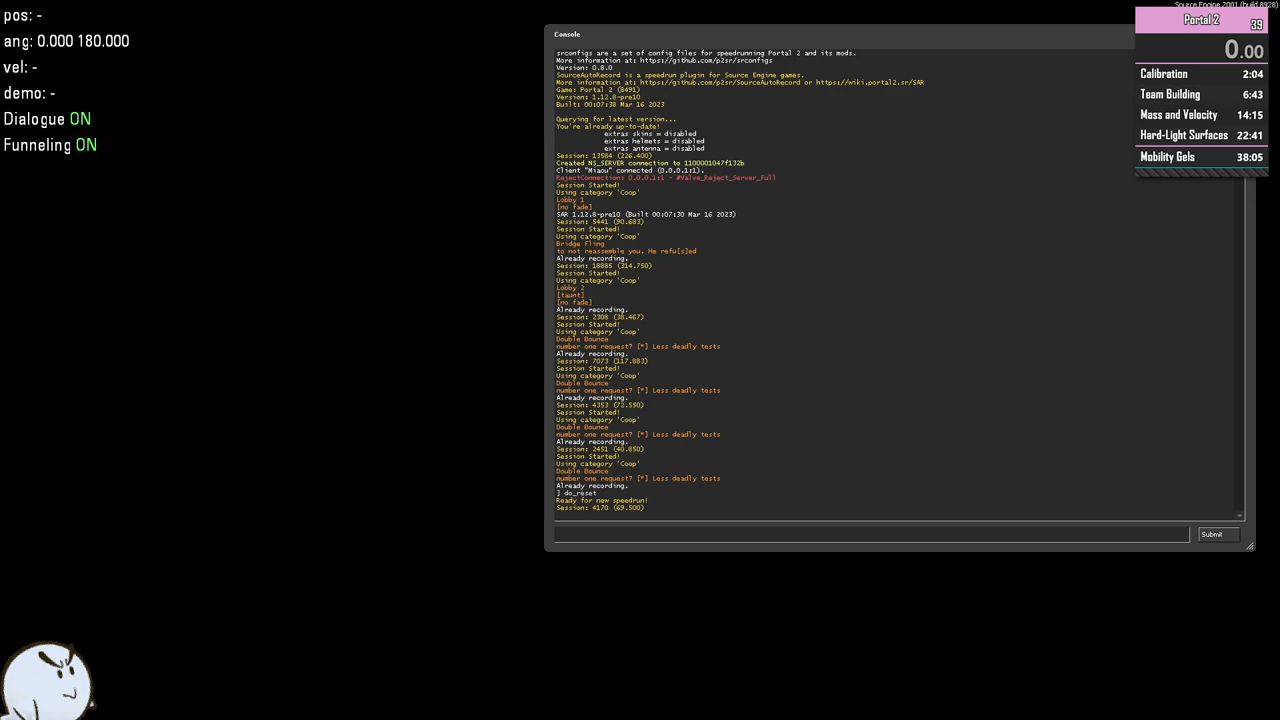 pos: -
ang: 0.000 180.000
vel: -
demo: -
Dialogue ON
Funneling ON
Console
srconfigs are a set of config files for speedrunning Portal 2 and its mods.
More information at: https://github.com/p2sr/srconfigs
Version: 0.8.0
SourceAutoRecord is a speedrun plugin for Source Engine games.
More information at: https://github.com/p2sr/SourceAutoRecord or https://wiki.portal2.sr/SAR
Game: Portal 2 (8491)
Version: 1.12.8-pre10
Built: 00:07:38 Mar 16 2023
Querying for latest version...
You're already up-to-date!
extras skins = disabled
extras helmets = disabled
extras antenna = disabled
Session: 13584 (226.400)
Created NS_SERVER connection to 1100001047f132b
Client "Miaou" connected (0.0.0.1:1).
RejectConnection: 0.0.0.1:1 - #Valve_Reject_Server_Full
Session Started!
Using category 'Coop'
Lobby 1
[no fade]
SAR 1.12.8-pre10 (Built 00:07:30 Mar 16 2023)
Session: 5441 (90.683)
Session Started!
Using category 'Coop'
Bridge Fling
to not reassemble you. He refu[s]ed
Already recording.
Session: 18885 (314.750)
Session Started!
Using category 'Coop'
Lobby 2
[taunt]
[no fade]
Already recording.
Session: 2308 (38.467)
Session Started!
Using category 'Coop'
Double Bounce
number one request? [*] Less deadly tests
Already recording.
Session: 7073 (117.883)
Session Started!
Using category 'Coop'
Double Bounce
number one request? [*] Less deadly tests
Already recording.
Session: 4353 (72.550)
Session Started!
Using category 'Coop'
Double Bounce
number one request? [*] Less deadly tests
Already recording.
Session: 2451 (40.850)
Session Started!
Using category 'Coop'
Double Bounce
number one request? [*] Less deadly tests
Already recording.
] do_reset
Ready for new speedrun!
Session: 4170 (69.500)
Submit
Source Engine 2001 (build 8928)
Portal 2
39
0.00
Calibration 2:04
Team Building 6:43
Mass and Velocity 14:15
Hard-Light Surfaces 22:41
Mobility Gels 38:05